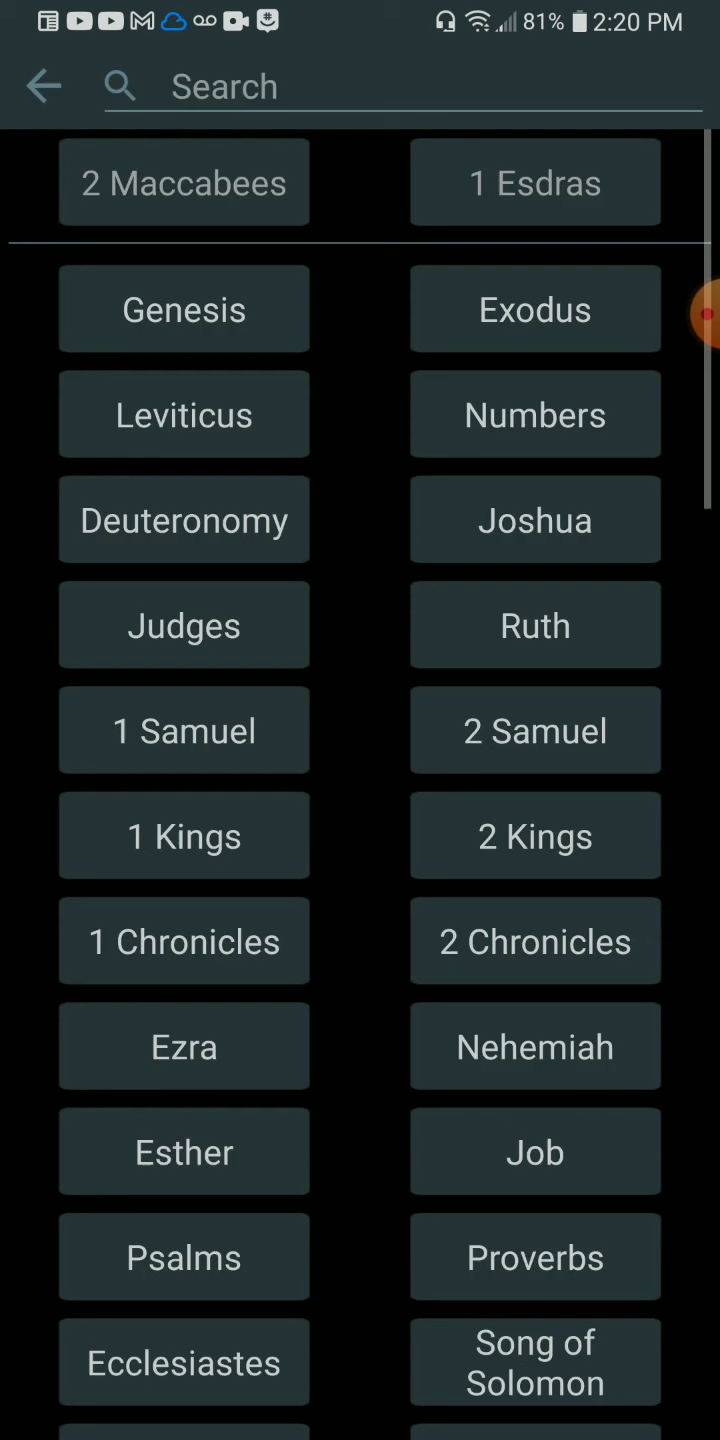 81% 2:20 PM
Search
2 Maccabees 1 Esdras
Genesis Exodus
Leviticus Numbers
Deuteronomy Joshua
Judges Ruth
1 Samuel 2 Samuel
1 Kings 2 Kings
1 Chronicles 2 Chronicles
Ezra Nehemiah
Esther Job
Psalms Proverbs
Ecclesiastes Song of
Solomon